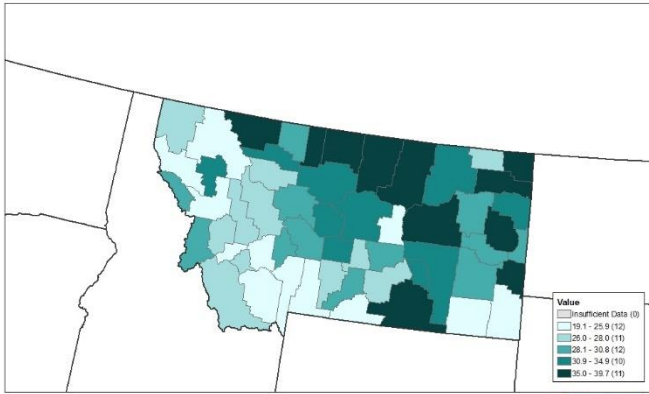 Value
Insufficient Data (0)
19.1 - 25.9 (12)
26.0 - 28.0 (11)
28.1 - 30.8 (12)
30.9 - 34.9 (10)
35.0 - 39.7 (11)